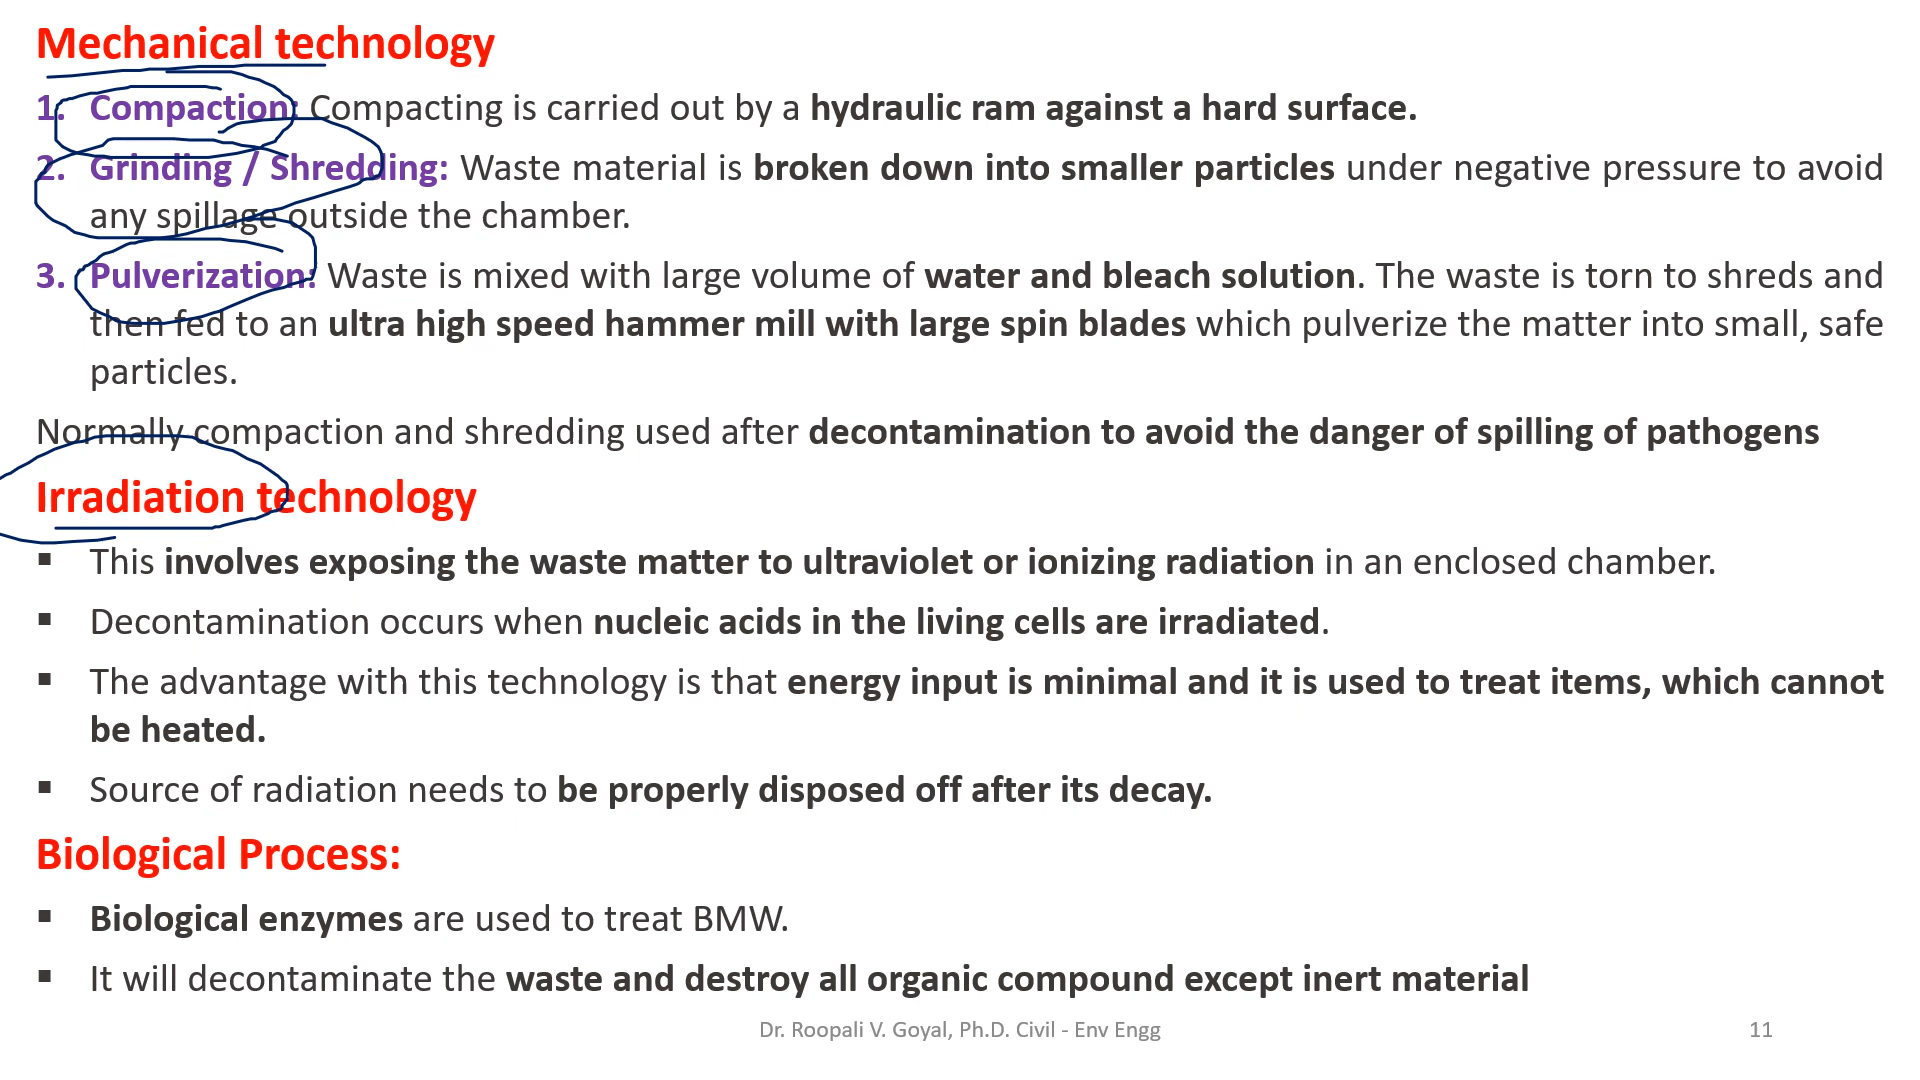 Mechanical technology
1. Compaction: Compacting is carried out by a hydraulic ram against a hard surface.
2. Grinding / Shredding: Waste material is broken down into smaller particles under negative pressure to avoid
any spillage outside the chamber.
3. Pulverization: Waste is mixed with large volume of water and bleach solution. The waste is torn to shreds and
then fed to an ultra high speed hammer mill with large spin blades which pulverize the matter into small, safe
particles.
Normally compaction and shredding used after decontamination to avoid the danger of spilling of pathogens
Irradiation technology
▪ This involves exposing the waste matter to ultraviolet or ionizing radiation in an enclosed chamber.
▪ Decontamination occurs when nucleic acids in the living cells are irradiated.
▪ The advantage with this technology is that energy input is minimal and it is used to treat items, which cannot
be heated.
▪ Source of radiation needs to be properly disposed off after its decay.
Biological Process:
▪ Biological enzymes are used to treat BMW.
▪ It will decontaminate the waste and destroy all organic compound except inert material
Dr. Roopali V. Goyal, Ph.D. Civil - Env Engg 11